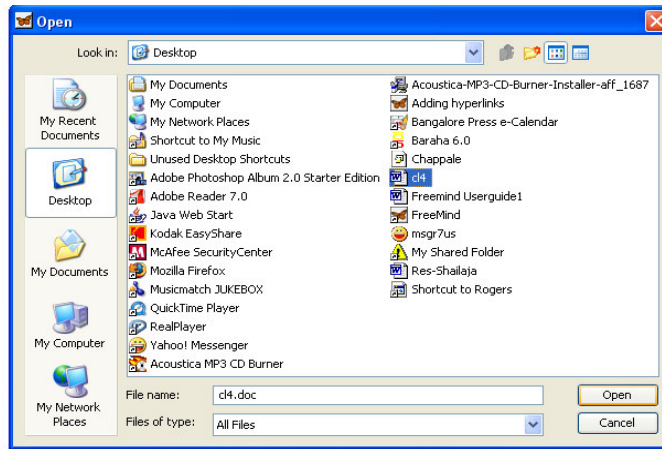 Open
Look in:
Desktop
My Recent
Documents
Desktop
My Documents
My Computer
My Network
Places
My Documents
My Computer
My Network Places
Shortcut to My Music
Unused Desktop Shortcuts
Adobe Photoshop Album 2.0 Starter Edition
Adobe Reader 7.0
Java Web Start
Kodak EasyShare
McAfee SecurityCenter
Mozilla Firefox
Musicmatch JUKEBOX
QuickTime Player
RealPlayer
Yahoo! Messenger
Acoustica MP3 CD Burner
Acoustica-MP3-CD-Burner-Installer-aff_1687
Adding hyperlinks
Bangalore Press e-Calendar
Baraha 6.0
Chappale
cl4
Freemind Userguide1
FreeMind
msgr7us
My Shared Folder
Res-Shailaja
Shortcut to Rogers
File name:
cl4.doc
Open
Files of type:
All Files
Cancel